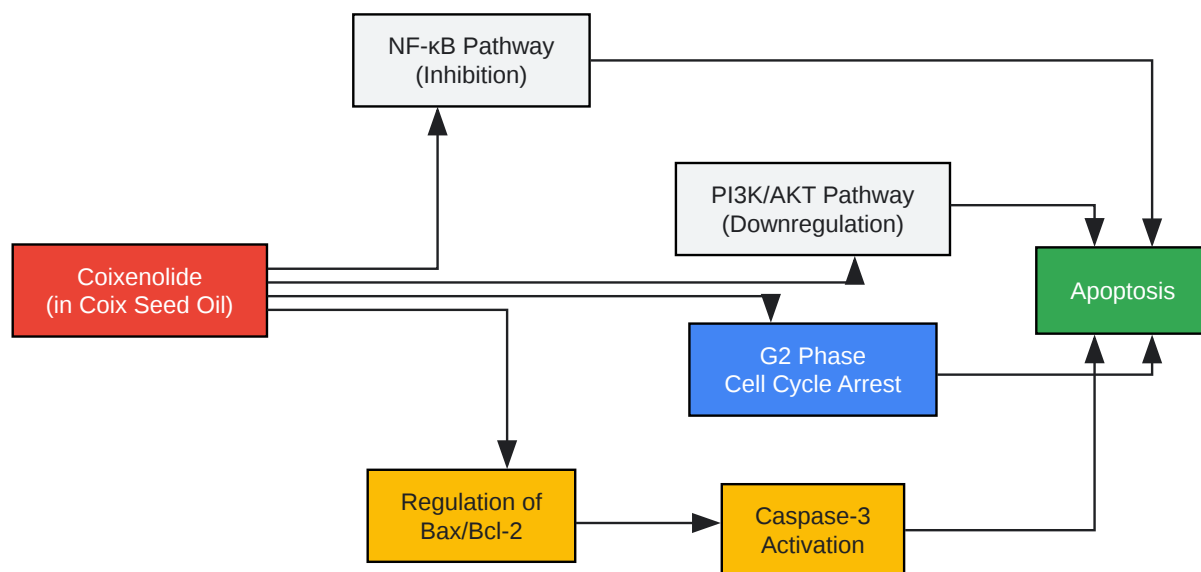 NF-κB Pathway
(Inhibition)
PI3K/AKT Pathway
(Downregulation)
Coixenolide
(in Coix Seed Oil)
Apoptosis
G2 Phase
Cell Cycle Arrest
Regulation of
Bax/Bcl-2
Caspase-3
Activation